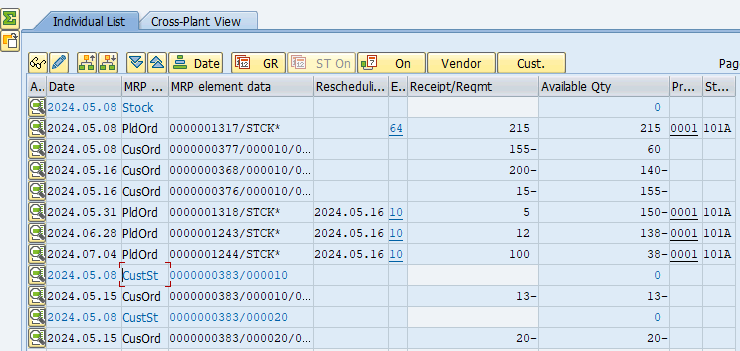 Individual List Cross-Plant View
Date GR ST On On Vendor Cust. Pag
A.. Date MRP ... MRP element data Rescheduli... E.. Receipt/Reqmt Available Qty Pr... St...
2024.05.08 Stock 0
2024.05.08 PldOrd 0000001317/STCK* 64 215 215 0001 101A
2024.05.08 CusOrd 0000000377/000010/0... 155- 60
2024.05.16 CusOrd 0000000368/000010/0... 200- 140-
2024.05.16 CusOrd 0000000376/000010/0... 15- 155-
2024.05.31 PldOrd 0000001318/STCK* 2024.05.16 10 5 150- 0001 101A
2024.06.28 PldOrd 0000001243/STCK* 2024.05.16 10 12 138- 0001 101A
2024.07.04 PldOrd 0000001244/STCK* 2024.05.16 10 100 38- 0001 101A
2024.05.08 CustSt 0000000383/000010 0
2024.05.15 CusOrd 0000000383/000010/0... 13- 13-
2024.05.08 CustSt 0000000383/000020 0
2024.05.15 CusOrd 0000000383/000020/0... 20- 20-